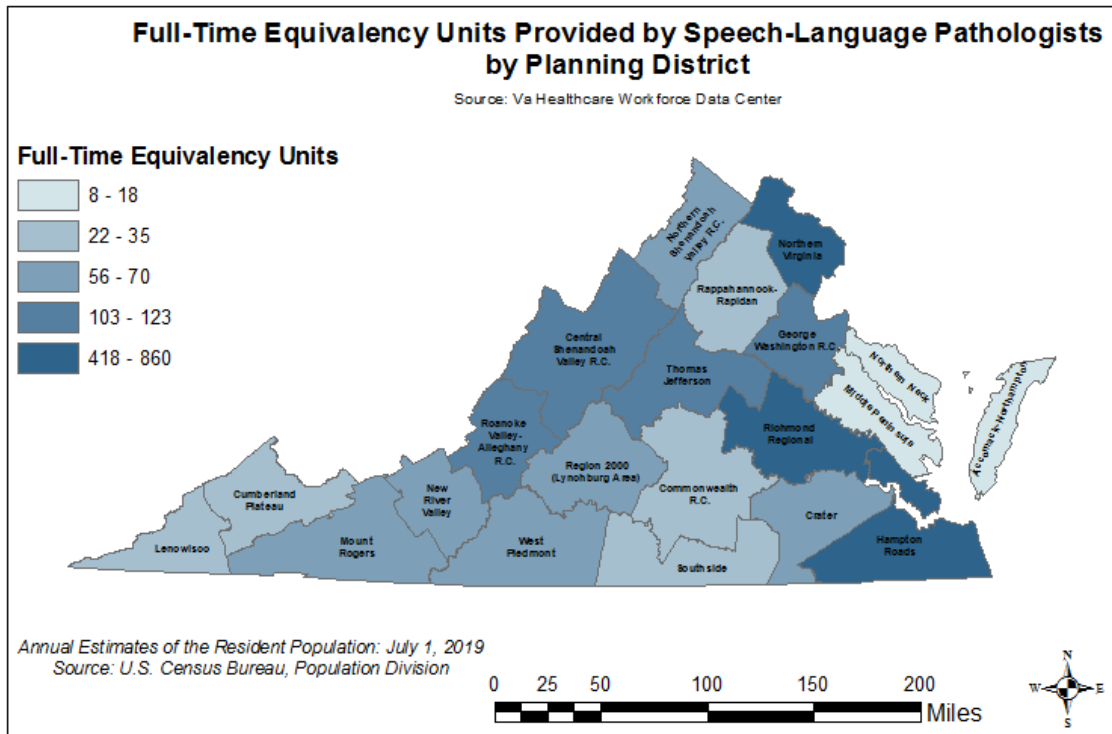 Full-Time Equivalency Units Provided by Speech-Language Pathologists
by Planning District
Source: Va Healthcare Workforce Data Center
Full-Time Equivalency Units
8 - 18
22 - 35
56 - 70
103 - 123
418 - 860
Northern
Shenandoah
Valley R.C.
Northern
Virginia
Rappahannock-
Rapidan
Central
Shenandoah
Valley R.C.
George
Washington R.C.
Thomas
Jefferson
Northern Neck
Middle Peninsula
Accomack-Northampton
Roanoke
Valley-
Alleghany
R.C.
Richmond
Regional
Region 2000
(Lynchburg Area)
Commonwealth
R.C.
Cumberland
Plateau
New
River
Valley
Crater
Lenowisco
Mount
Rogers
West
Piedmont
Southside
Hampton
Roads
Annual Estimates of the Resident Population: July 1, 2019
Source: U.S. Census Bureau, Population Division
0 25 50 100 150 200
Miles
N
W E
S